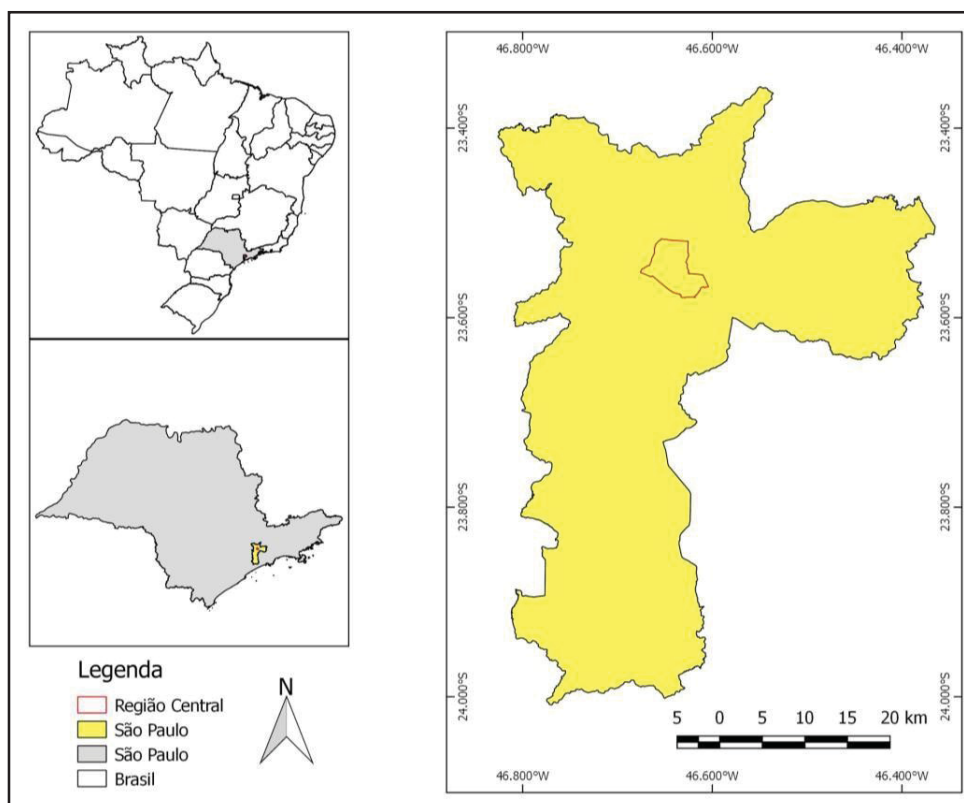 46.800°W 46.600°W 46.400°W
23.400°S 23.400°S
23.600°S 23.600°S
23.800°S 23.800°S
24.000°S 24.000°S
Legenda
Região Central
São Paulo
São Paulo
Brasil
N
5 0 5 10 15 20 km
46.800°W 46.600°W 46.400°W